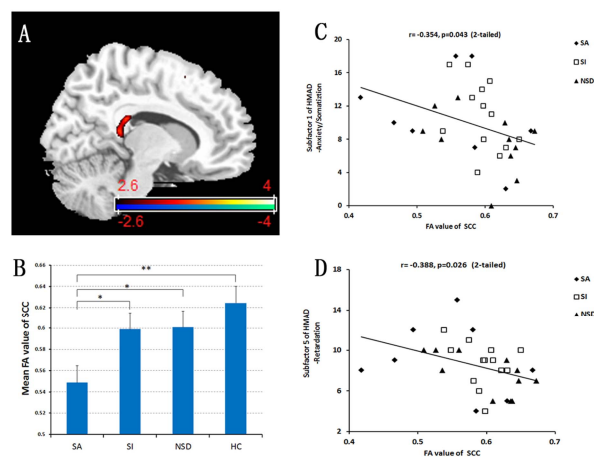 A
2.6 4
-2.6 -4
B
Mean FA value of SCC
0.66
0.64
0.62
0.6
0.58
0.56
0.54
0.52
0.5
**
*
*
SA SI NSD HC
C
r= -0.354, p=0.043 (2-tailed)
Subfactor 1 of HMAD
-Anxiety/Somatization
20
16
12
8
4
0
0.4 0.5 0.6 0.7
FA value of SCC
SA
SI
NSD
D
r= -0.388, p=0.026 (2-tailed)
Subfactor 5 of HMAD
-Retardation
18
14
10
6
2
0.4 0.5 0.6 0.7
FA value of SCC
SA
SI
NSD